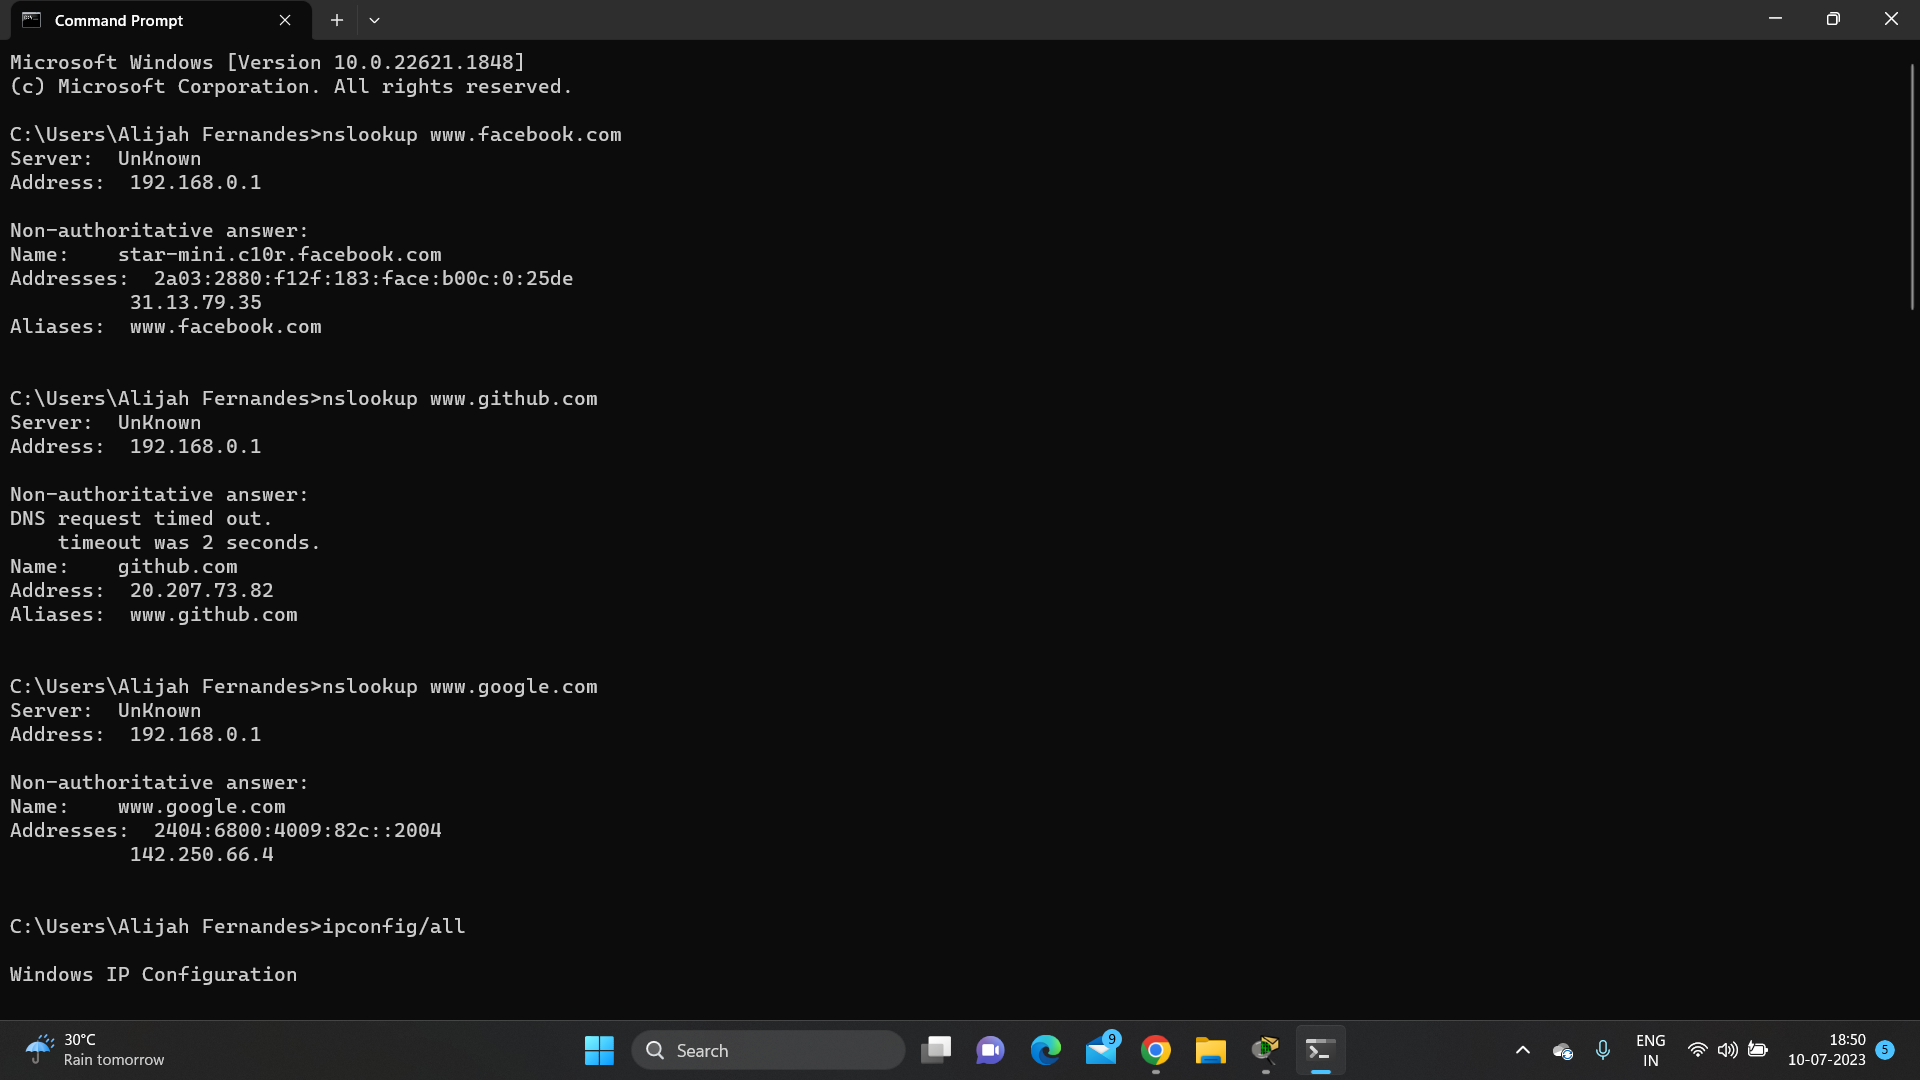 Command Prompt
Microsoft Windows [Version 10.0.22621.1848]
(c) Microsoft Corporation. All rights reserved.
C:\Users\Alijah Fernandes>nslookup www.facebook.com
Server:  UnKnown
Address:  192.168.0.1
Non-authoritative answer:
Name:    star-mini.c10r.facebook.com
Addresses:  2a03:2880:f12f:183:face:b00c:0:25de
          31.13.79.35
Aliases:  www.facebook.com
C:\Users\Alijah Fernandes>nslookup www.github.com
Server:  UnKnown
Address:  192.168.0.1
Non-authoritative answer:
DNS request timed out.
    timeout was 2 seconds.
Name:    github.com
Address:  20.207.73.82
Aliases:  www.github.com
C:\Users\Alijah Fernandes>nslookup www.google.com
Server:  UnKnown
Address:  192.168.0.1
Non-authoritative answer:
Name:    www.google.com
Addresses:  2404:6800:4009:82c::2004
          142.250.66.4
C:\Users\Alijah Fernandes>ipconfig/all
Windows IP Configuration
30°C
Rain tomorrow
Search
9
ENG
IN
18:50
10-07-2023
5